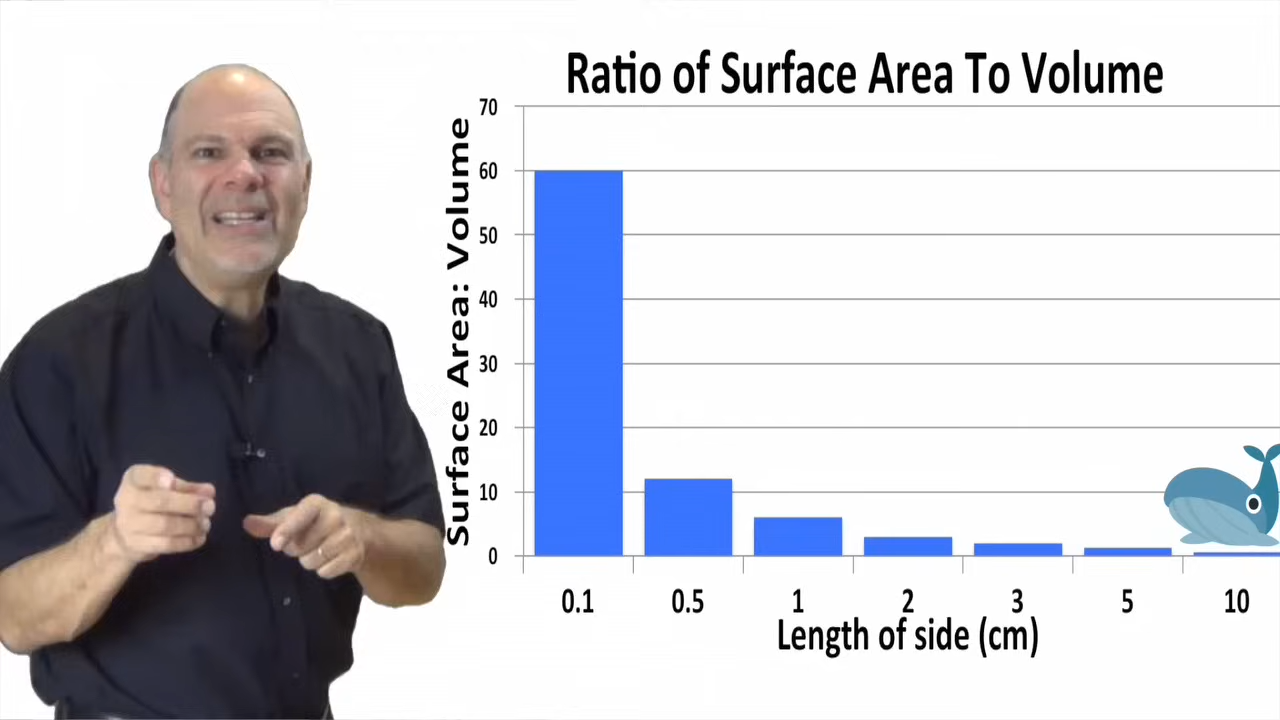 Ratio of Surface Area To Volume
Surface Area: Volume
70
60
50
40
30
20
10
0
0.1 0.5 1 2 3 5 10
Length of side (cm)